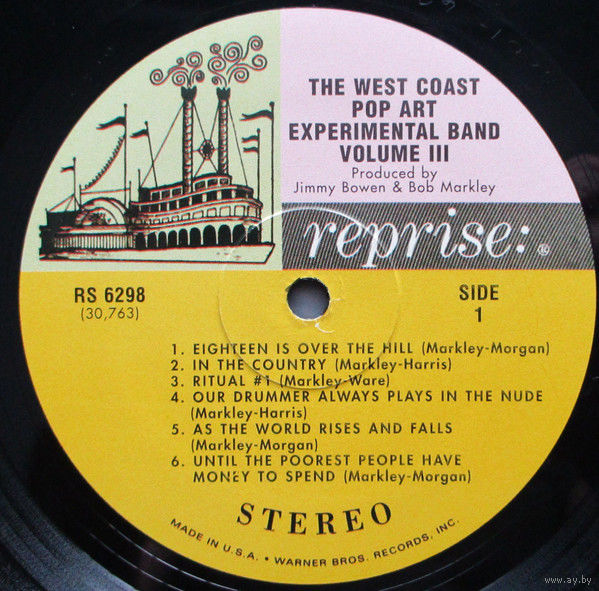 THE WEST COAST
POP ART
EXPERIMENTAL BAND
VOLUME III
Produced by
Jimmy Bowen & Bob Markley
reprise: ®
RS 6298
(30,763)
SIDE
1
1. EIGHTEEN IS OVER THE HILL (Markley-Morgan)
2. IN THE COUNTRY (Markley-Harris)
3. RITUAL #1 (Markley-Ware)
4. OUR DRUMMER ALWAYS PLAYS IN THE NUDE
(Markley-Harris)
5. AS THE WORLD RISES AND FALLS
(Markley-Morgan)
6. UNTIL THE POOREST PEOPLE HAVE
MONEY TO SPEND (Markley-Morgan)
STEREO
MADE IN U.S.A. • WARNER BROS. RECORDS, INC.
www.ay.by